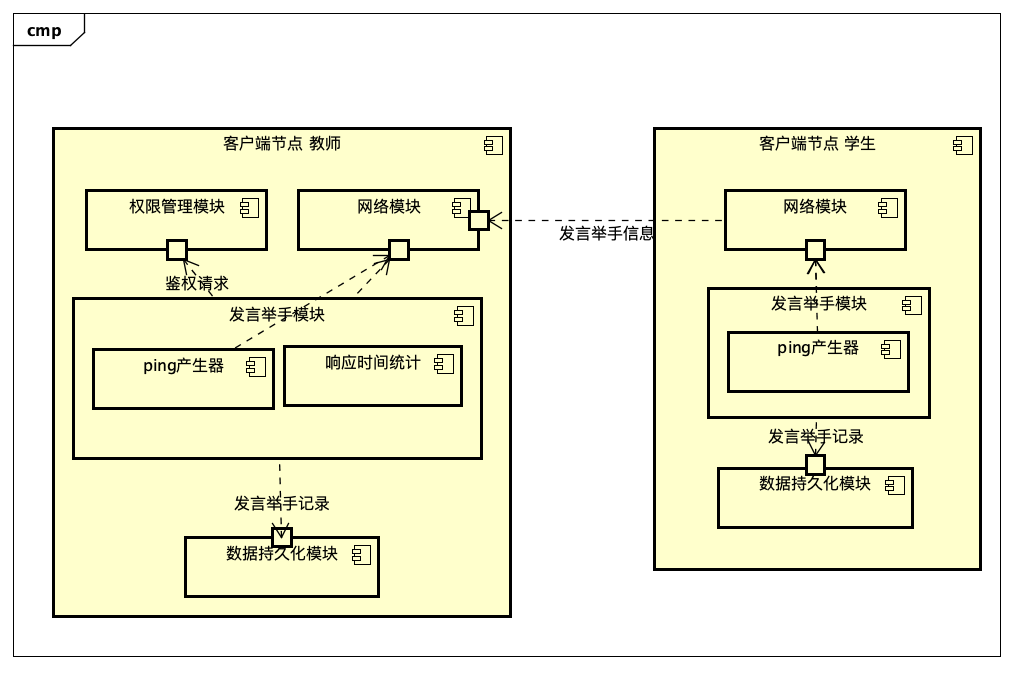 cmp
客户端节点 教师
权限管理模块
网络模块
鉴权请求
发言举手模块
ping产生器
响应时间统计
发言举手记录
数据持久化模块
发言举手信息
客户端节点 学生
网络模块
发言举手模块
ping产生器
发言举手记录
数据持久化模块